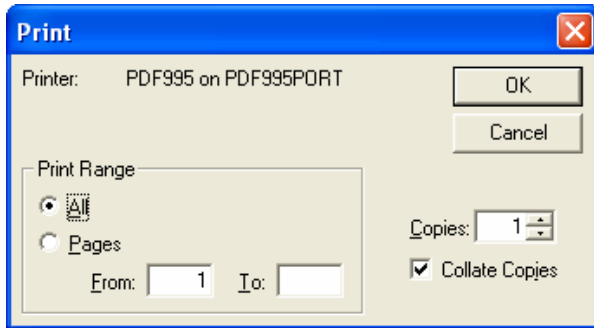 Print
Printer: PDF995 on PDF995PORT
OK
Cancel
Print Range
All
Pages
From: 1 To:
Copies: 1
Collate Copies